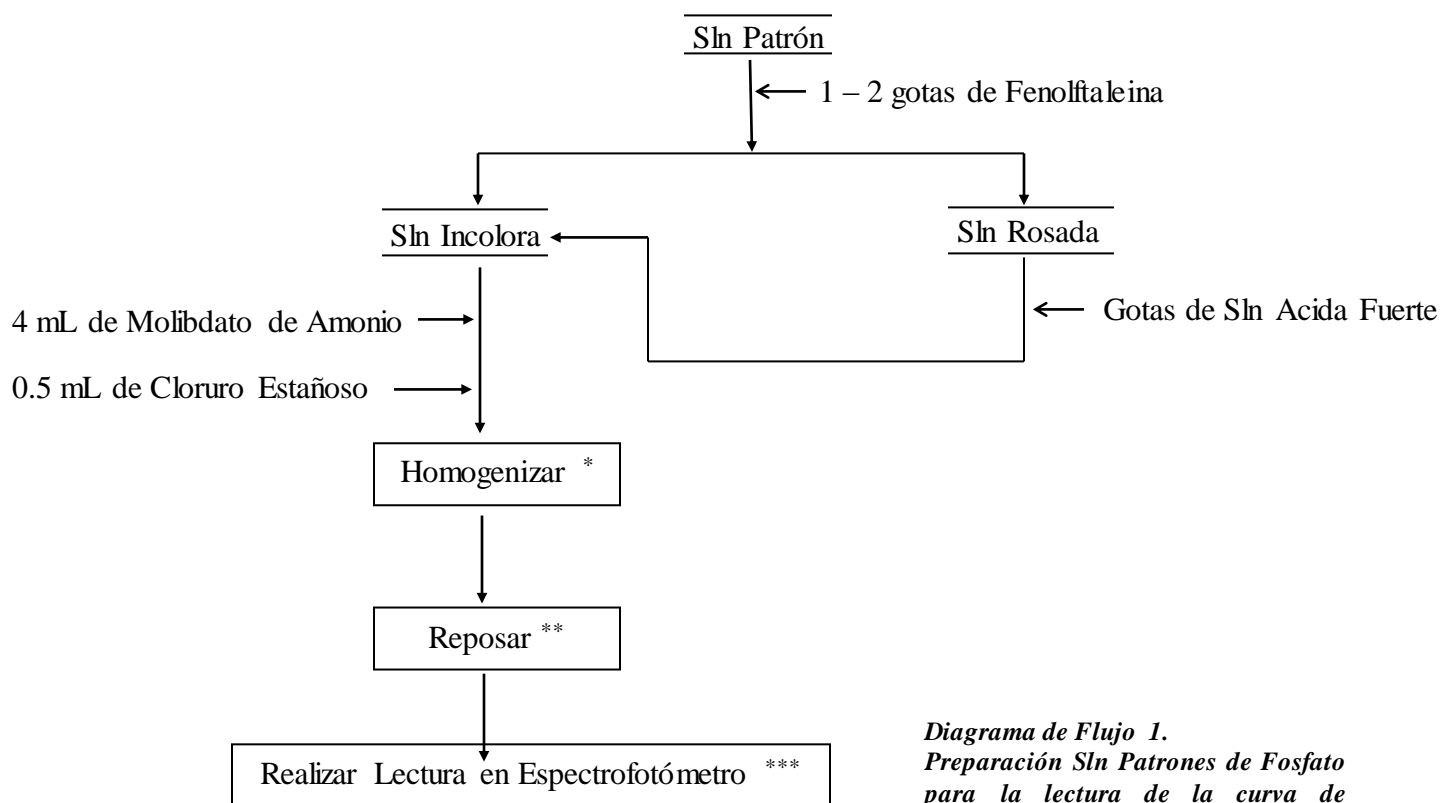 Sln Patrón
1 – 2 gotas de Fenolftaleina
Sln Incolora
Sln Rosada
4 mL de Molibdato de Amonio
Gotas de Sln Acida Fuerte
0.5 mL de Cloruro Estañoso
Homogenizar *
Reposar **
Realizar Lectura en Espectrofotómetro ***
Diagrama de Flujo 1.
Preparación Sln Patrones de Fosfato
para la lectura de la curva de